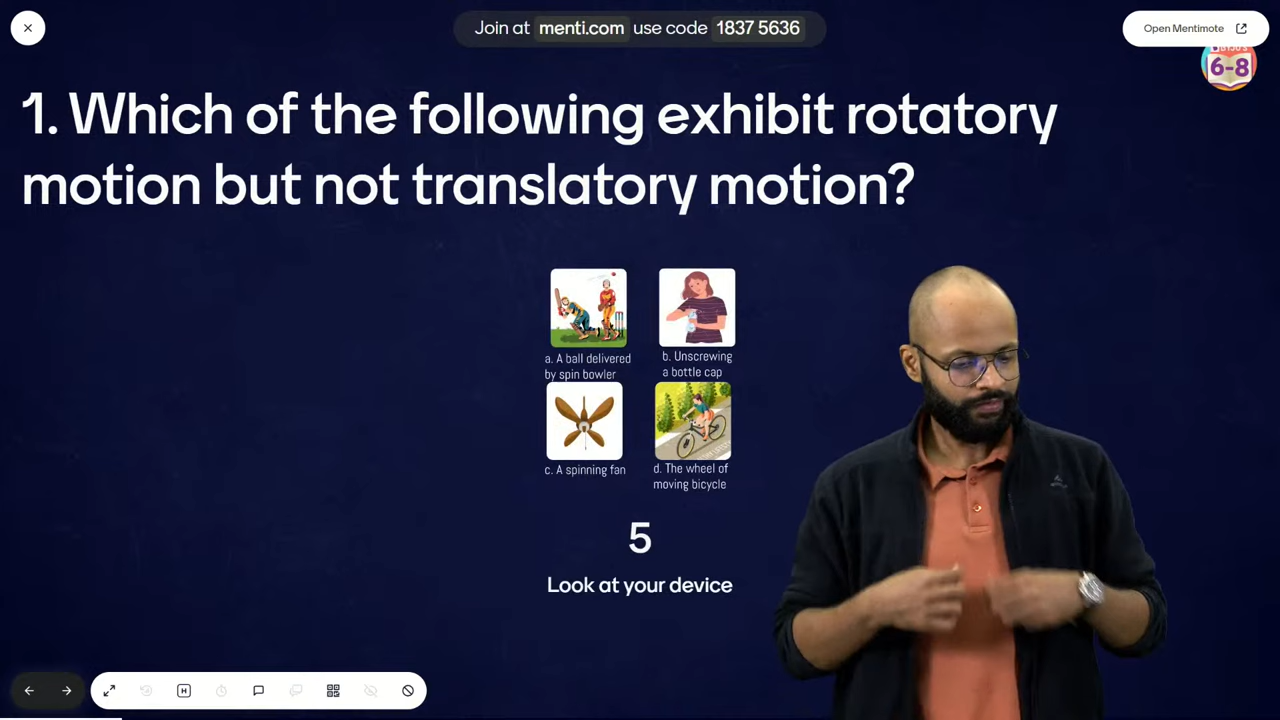 Join at menti.com use code 1837 5636
Open Mentimote
BYJU'S
6-8
1. Which of the following exhibit rotatory
motion but not translatory motion?
a. A ball delivered
by spin bowler
b. Unscrewing
a bottle cap
c. A spinning fan
d. The wheel of
moving bicycle
5
Look at your device
H